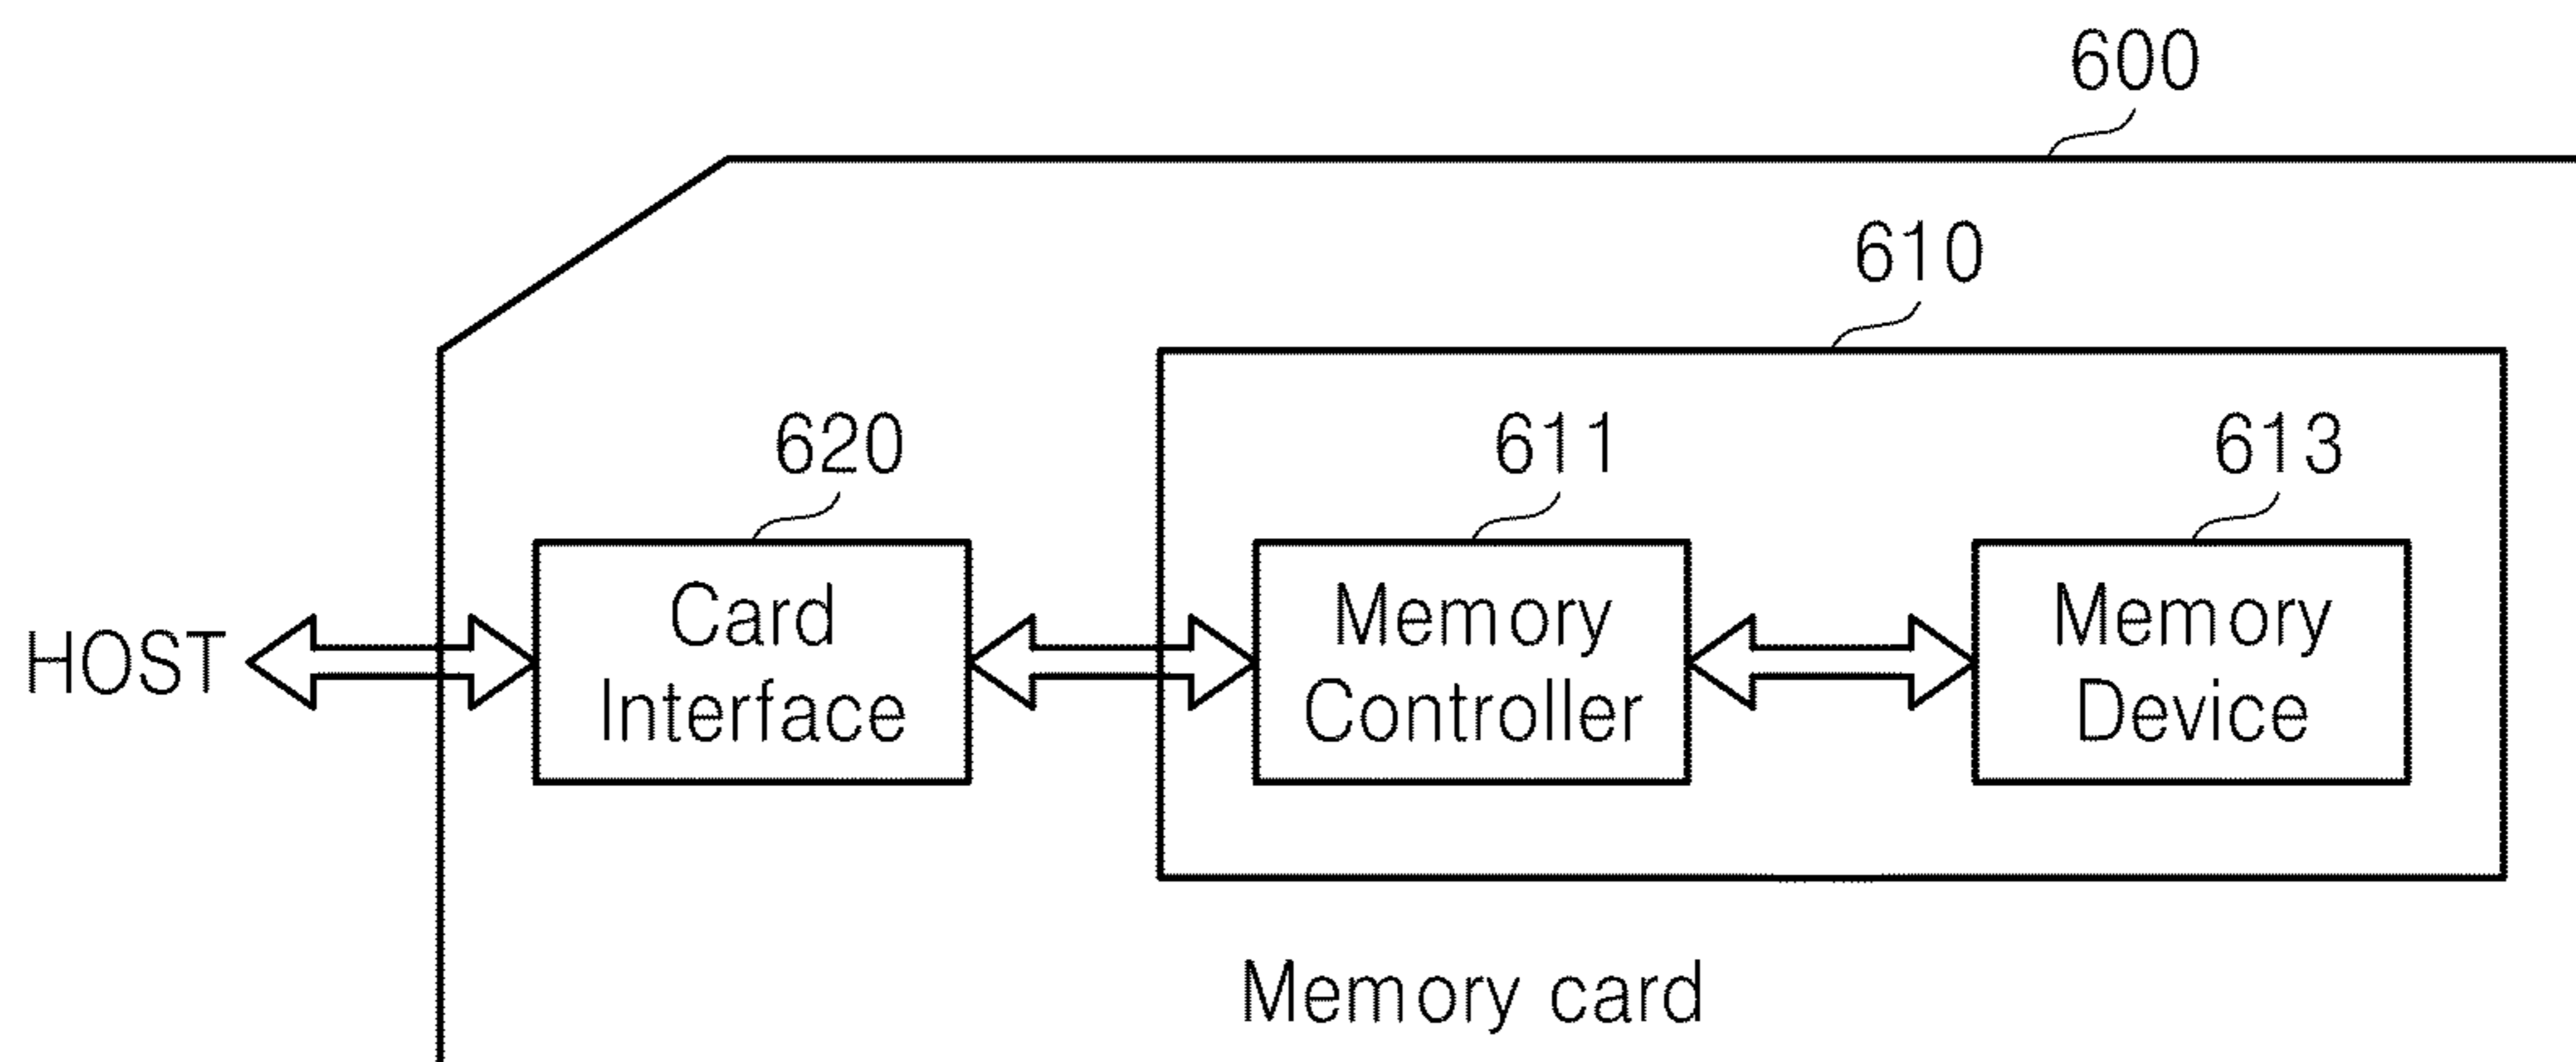 600
610
620
611
613
HOST
Card
Interface
Memory
Controller
Memory
Device
Memory card